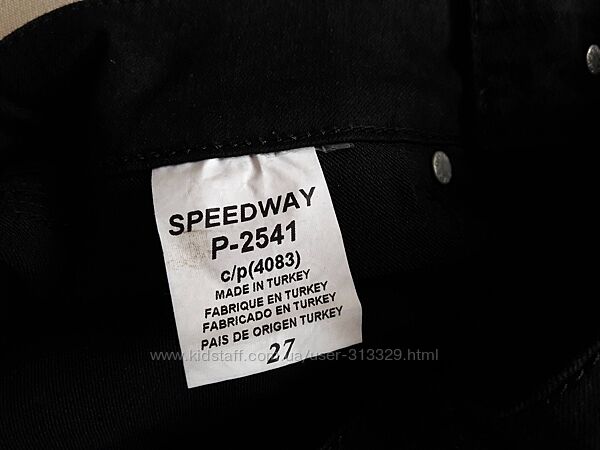 SPEEDWAY
P-2541
c/p(4083)
MADE IN TURKEY
FABRIQUE EN TURKEY
FABRICADO EN TURKEY
PAIS DE ORIGEN TURKEY
www.kidstaff.com.ua/user-313329.html
27